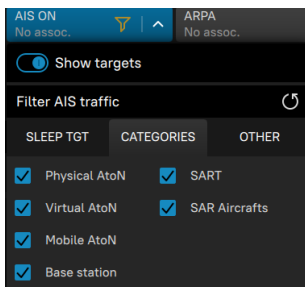 AIS ON
No assoc.
ARPA
No assoc.
Show targets
Filter AIS traffic
SLEEP TGT CATEGORIES OTHER
Physical AtoN SART
Virtual AtoN SAR Aircrafts
Mobile AtoN
Base station